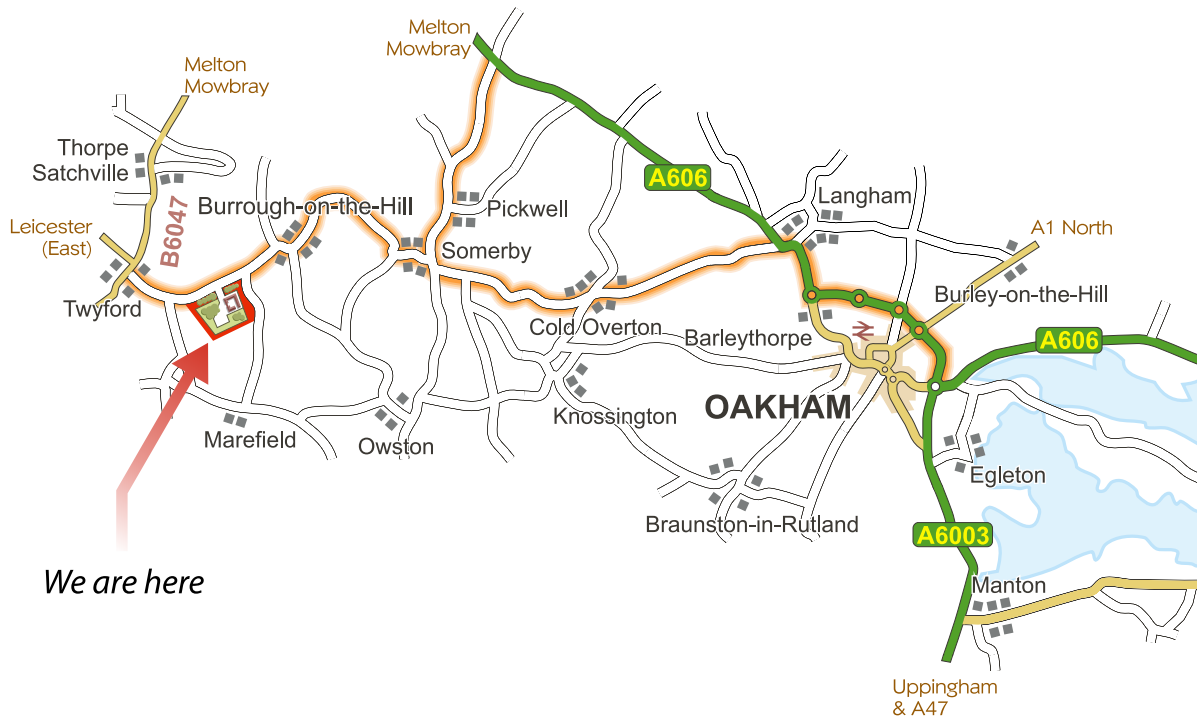 Melton
Mowbray
Melton
Mowbray
Thorpe
Satchville
A606
Langham
Burrough-on-the-Hill
Pickwell
Leicester
(East)
B6047
A1 North
Somerby
Twyford
Burley-on-the-Hill
Cold Overton
Barleythorpe
A606
OAKHAM
Knossington
Marefield
Owston
Egleton
Braunston-in-Rutland
A6003
We are here
Manton
Uppingham
& A47